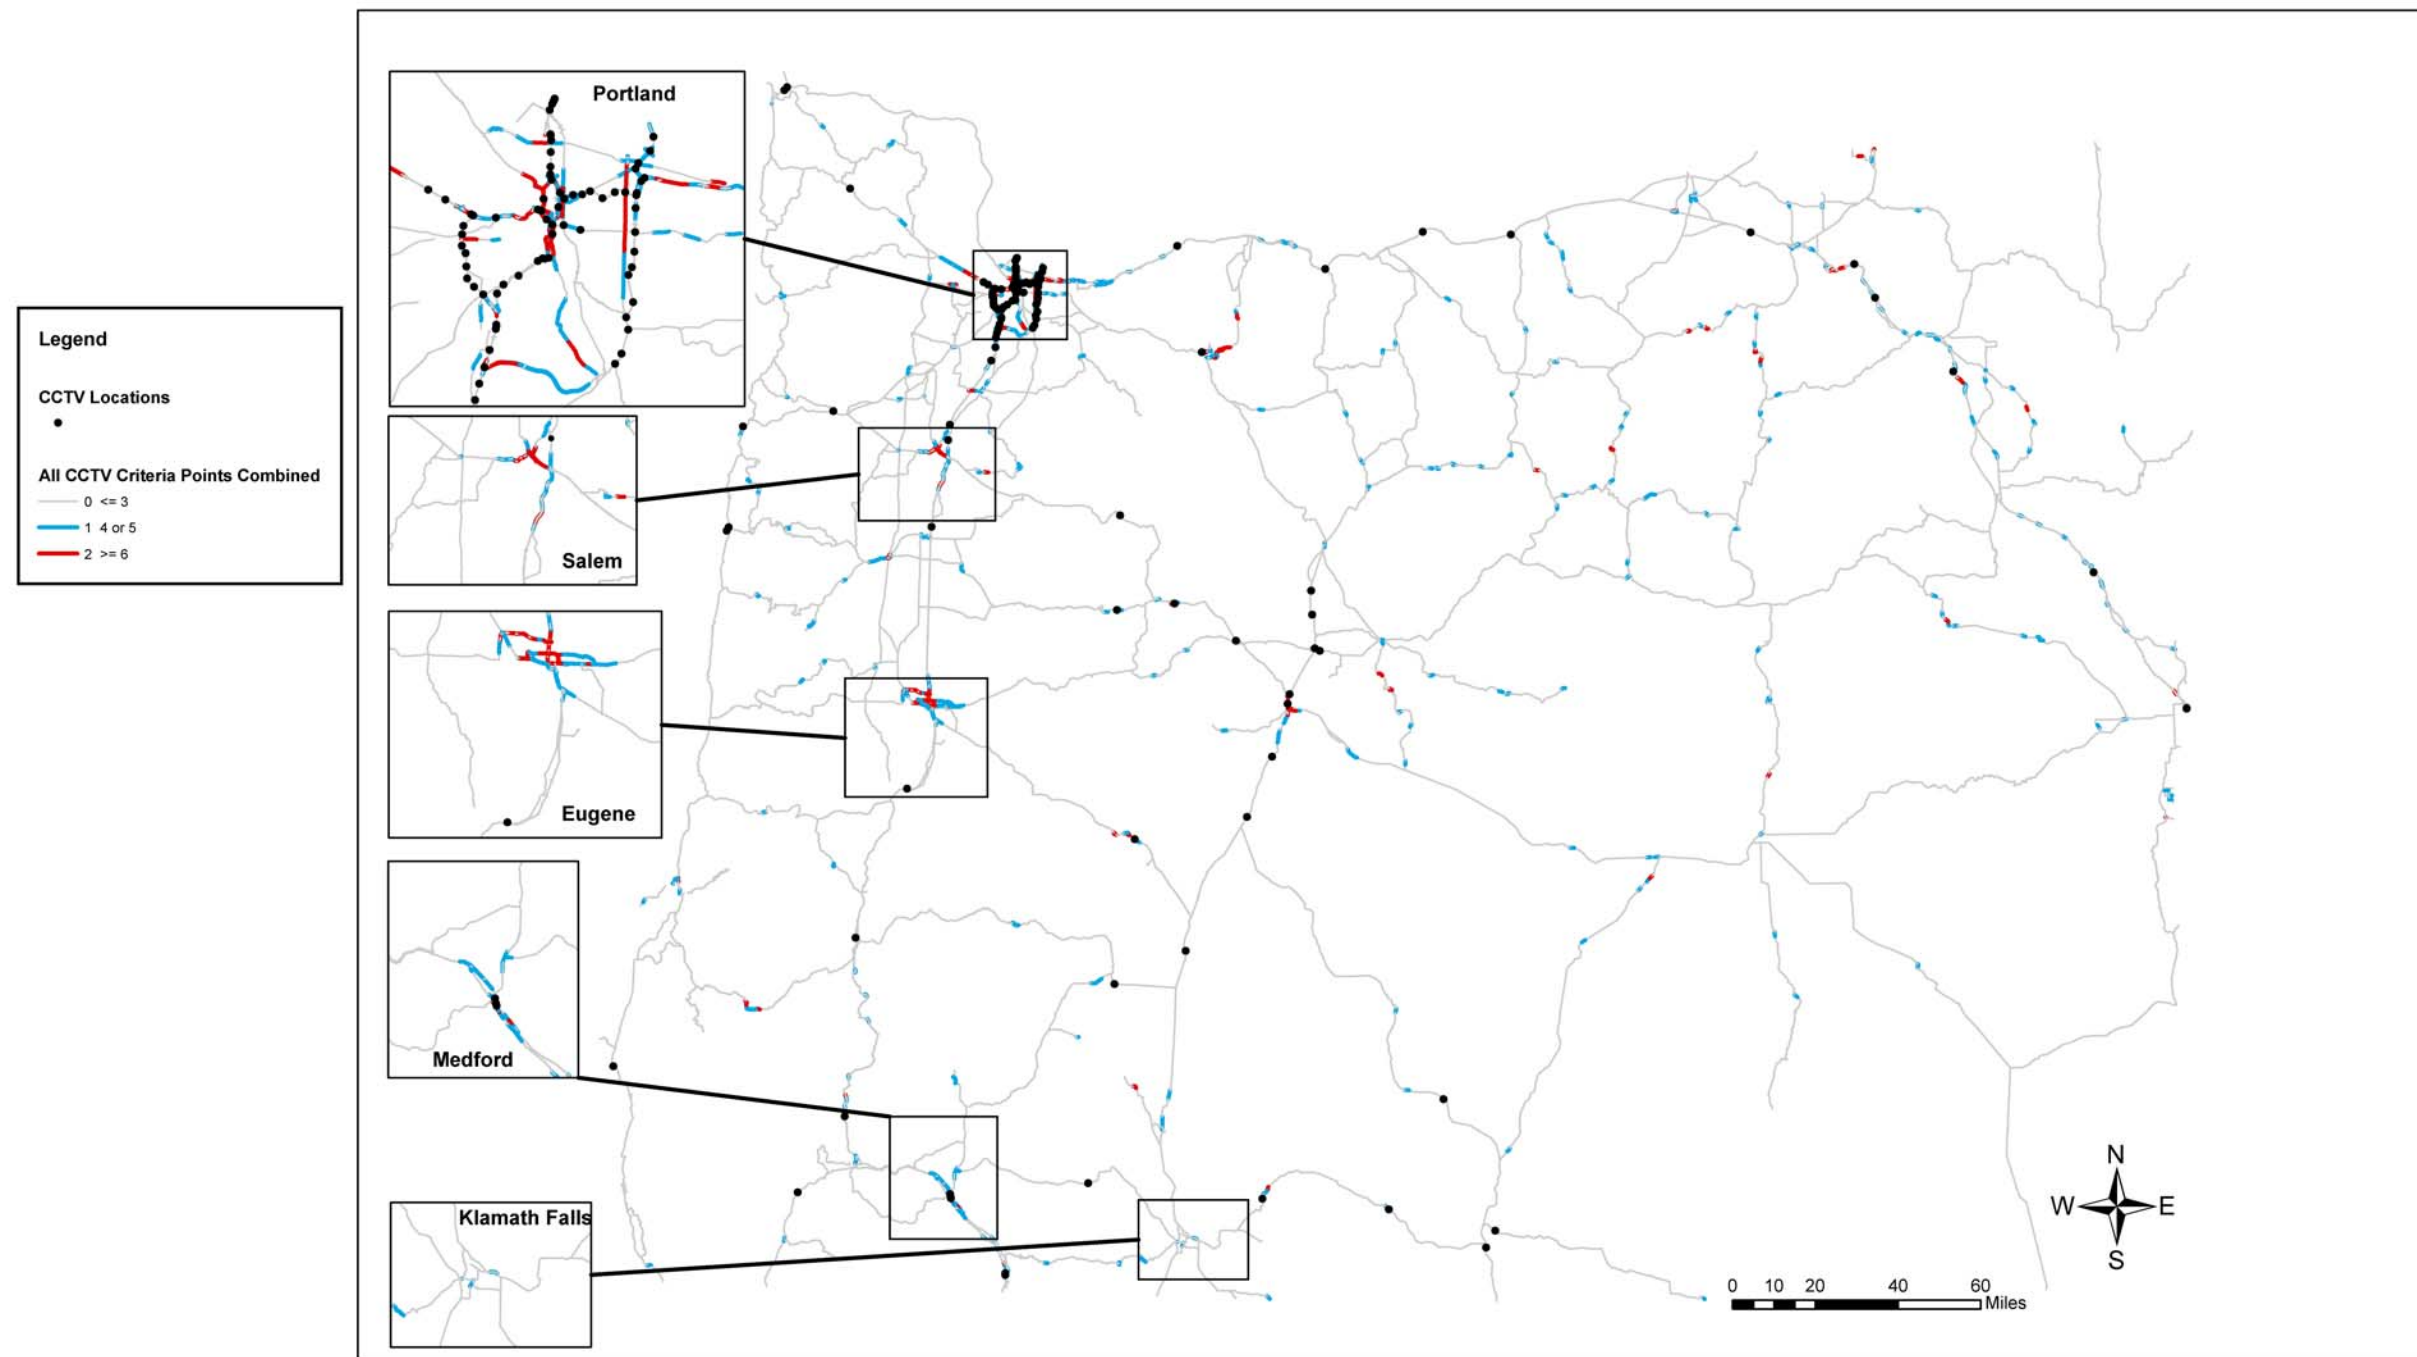 Portland
Legend
CCTV Locations
All CCTV Criteria Points Combined
0 <= 3
1 4 or 5
2 >= 6
Salem
Eugene
Medford
Klamath Falls
N
W E
S
0 10 20 40 60
Miles